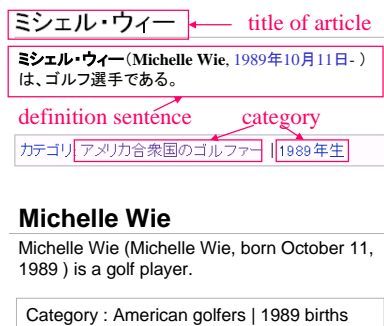 ミシェル・ウィー title of article
ミシェル・ウィー(Michelle Wie, 1989年10月11日- )
は、ゴルフ選手である。
definition sentence category
カテゴリ アメリカ合衆国のゴルファー | 1989年生
Michelle Wie
Michelle Wie (Michelle Wie, born October 11,
1989 ) is a golf player.
Category : American golfers | 1989 births